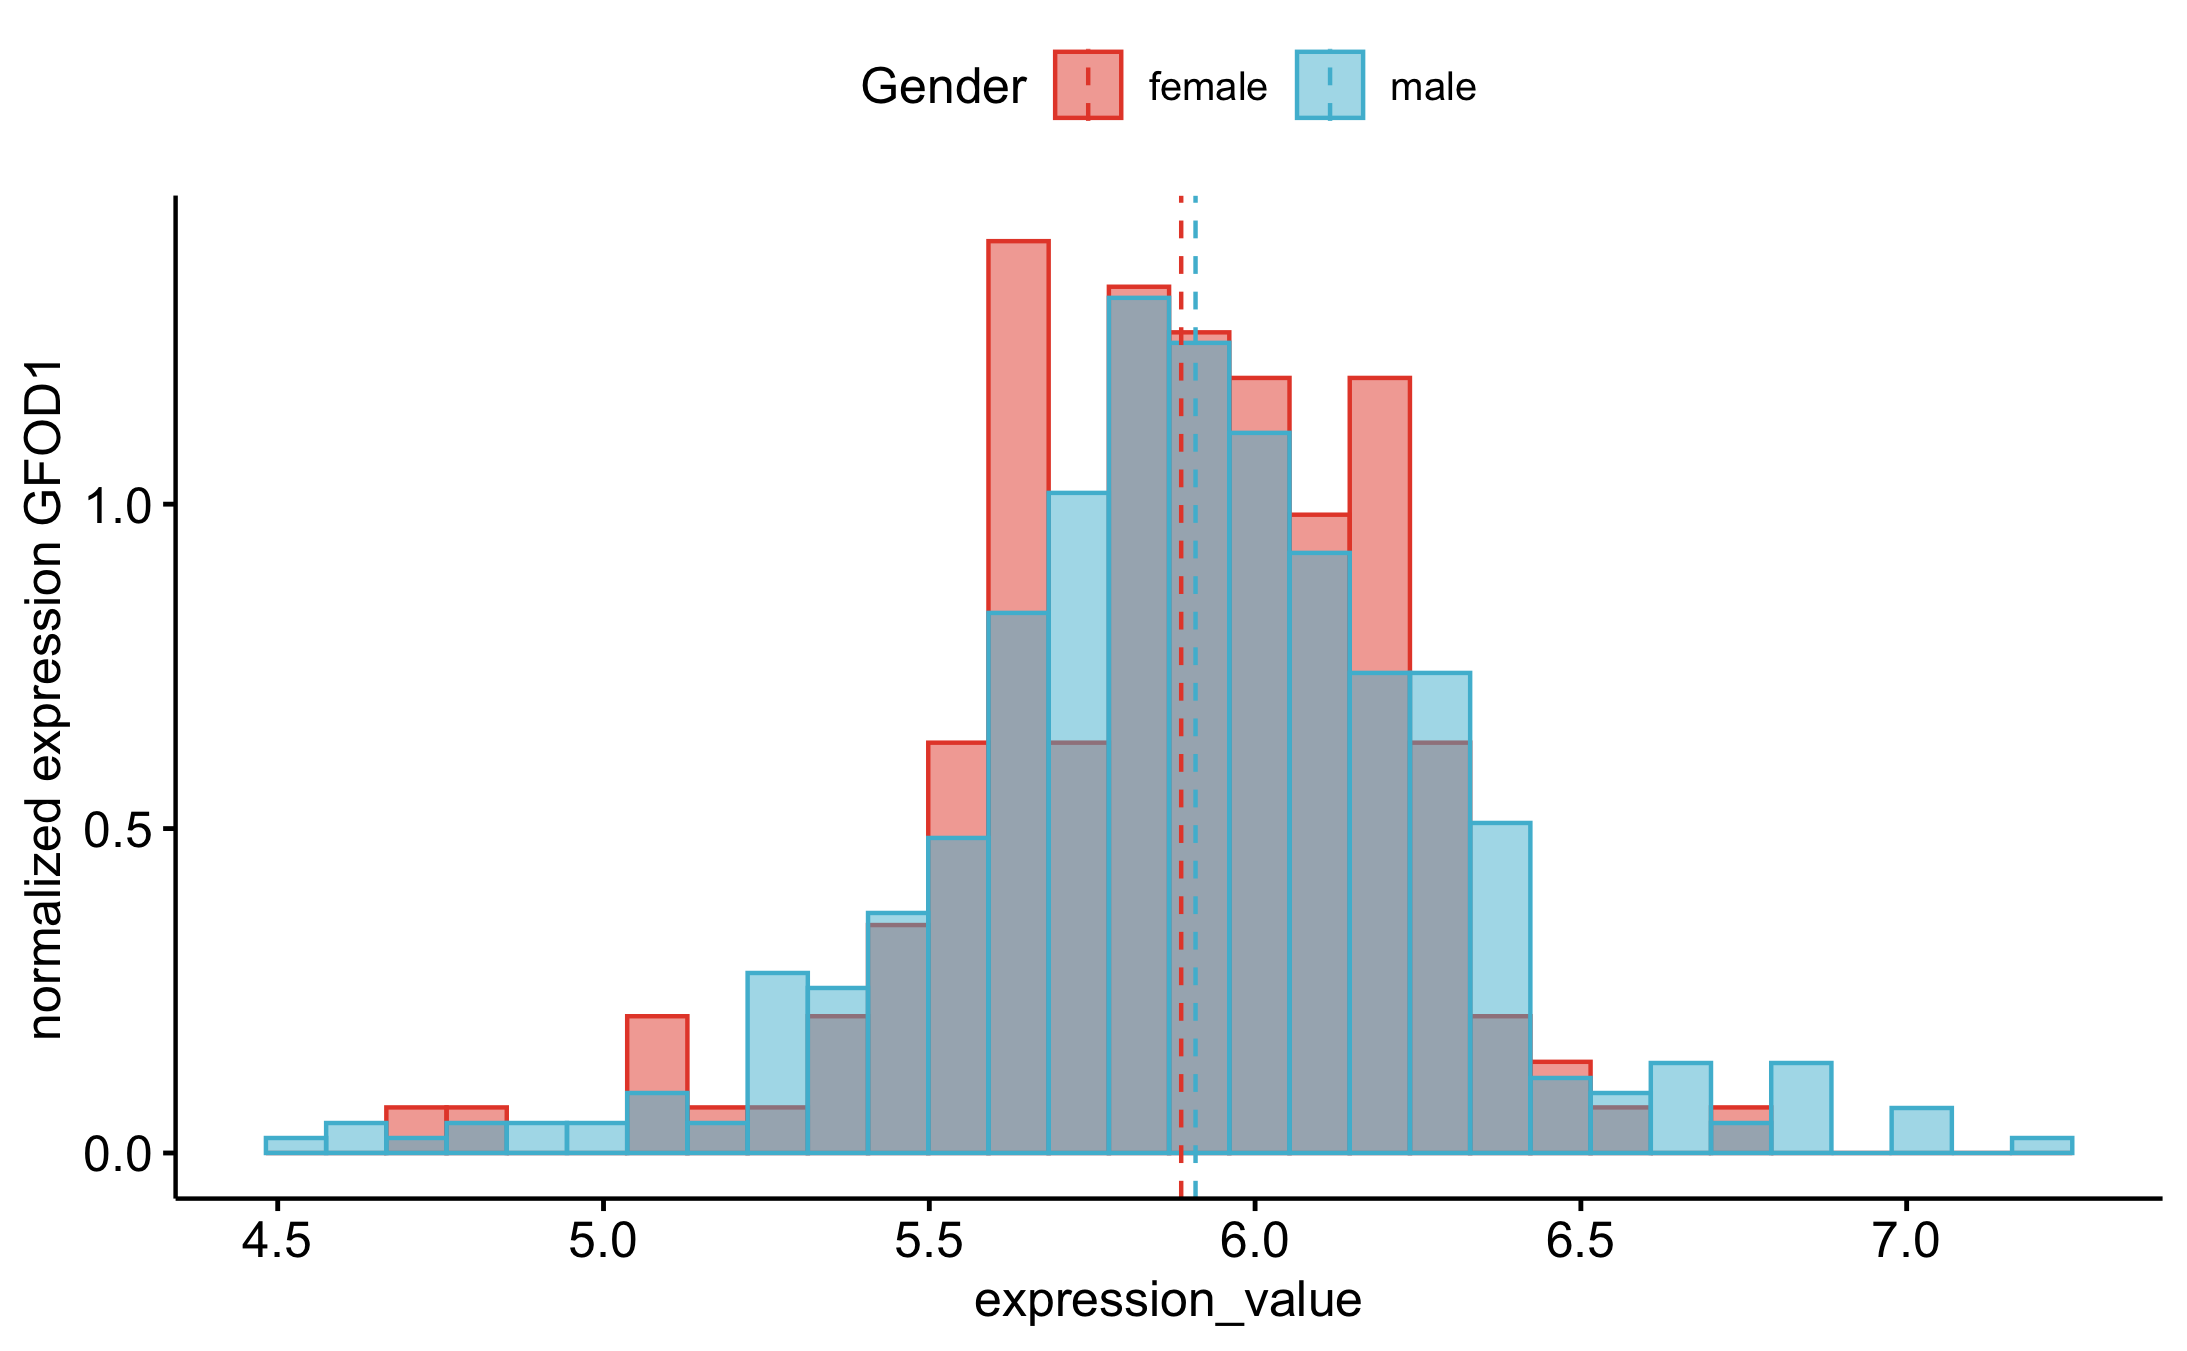 Gender female male
normalized expression GFOD1
1.0
0.5
0.0
4.5 5.0 5.5 6.0 6.5 7.0
expression_value